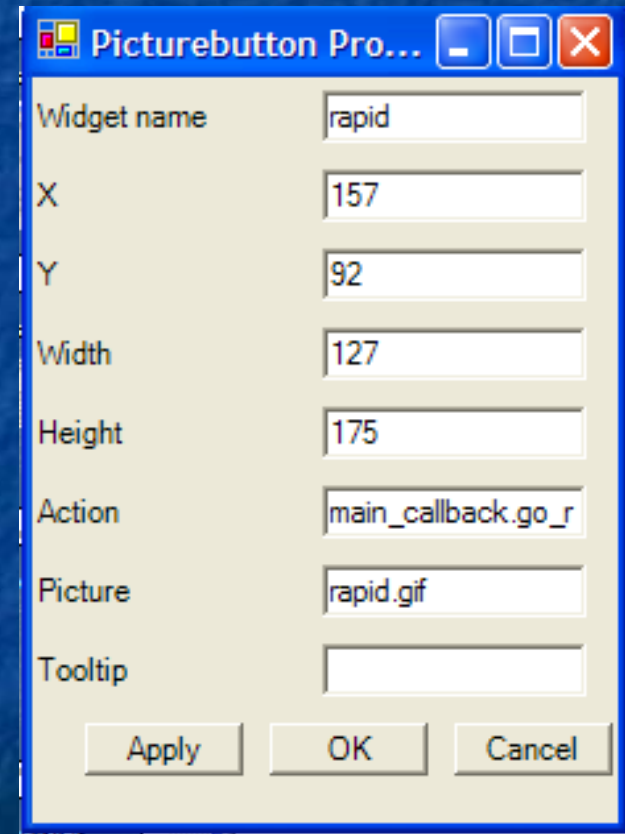 Picturebutton Pro...
Widget name rapid
X 157
Y 92
Width 127
Height 175
Action main_callback.go_r
Picture rapid.gif
Tooltip
Apply OK Cancel